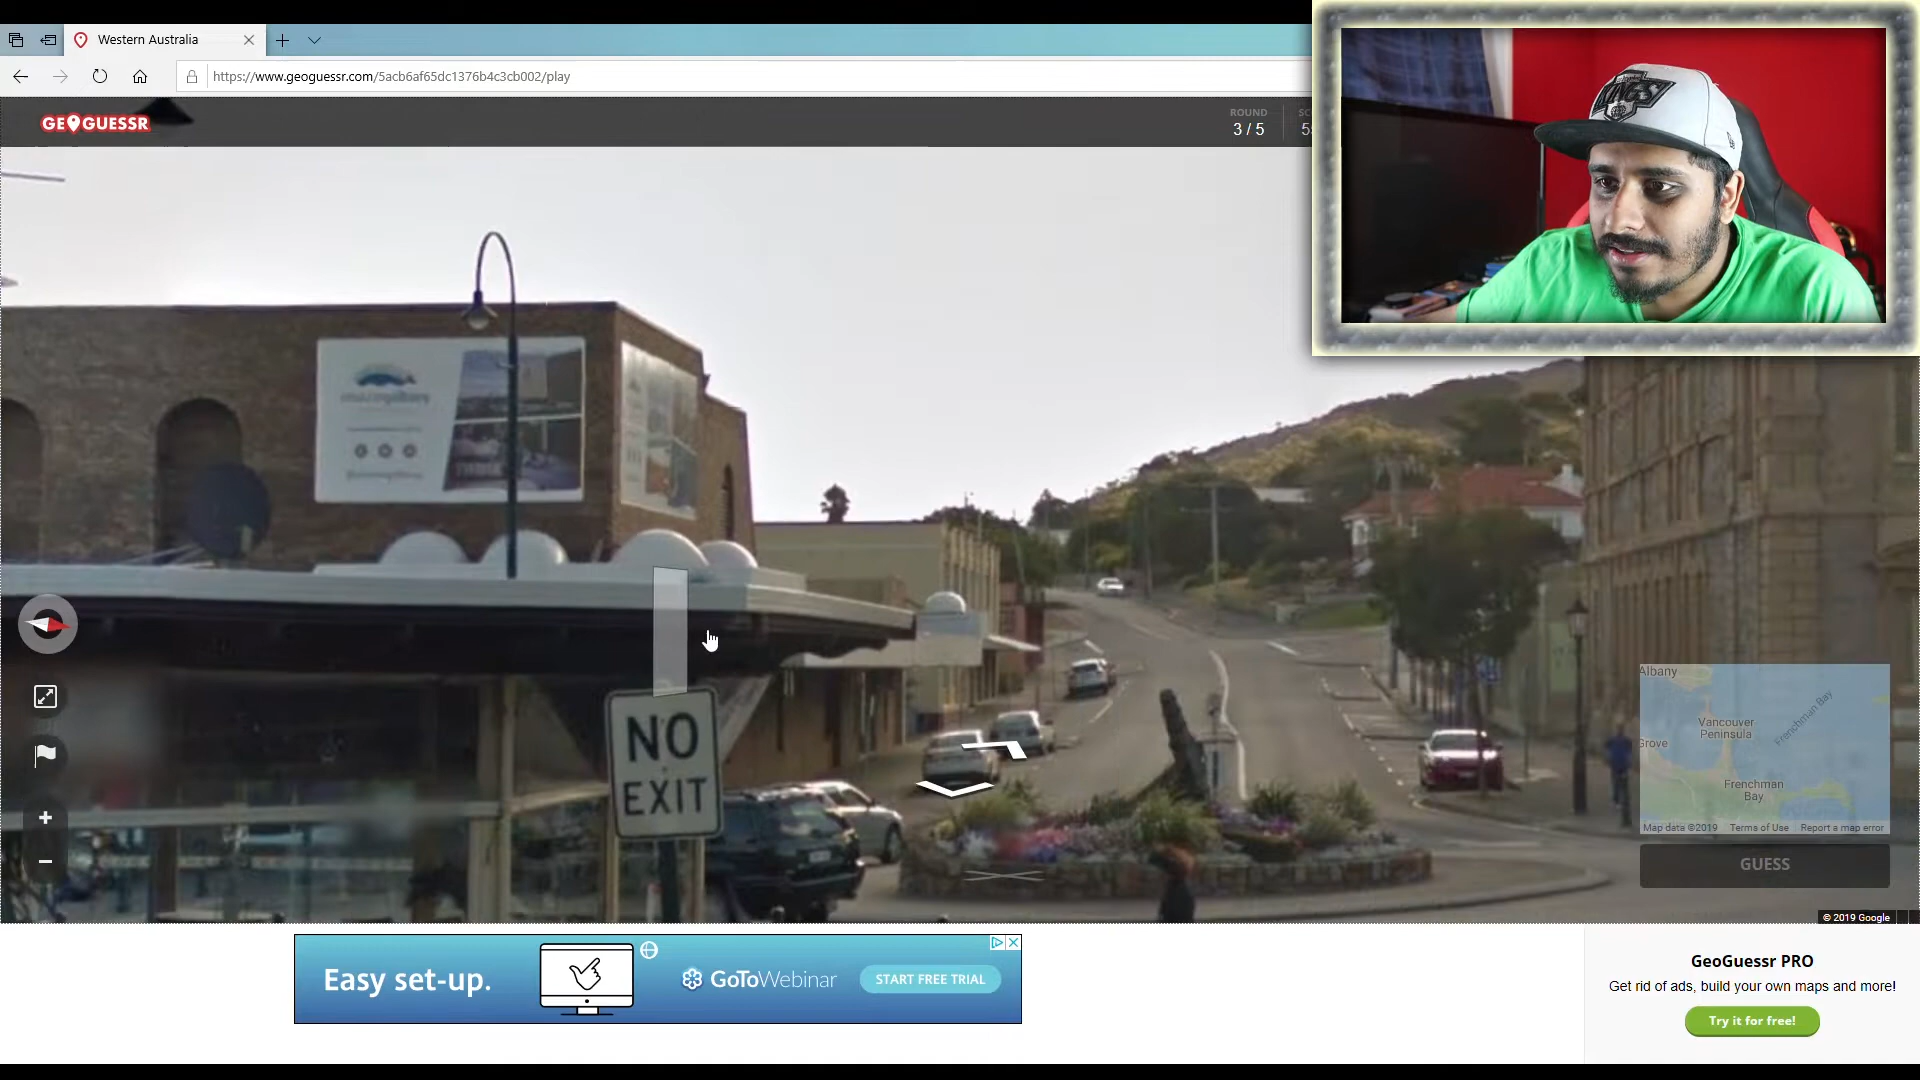 Western Australia
https://www.geoguessr.com/5acb6af65dc1376b4c3cb002/play
GEOGUESSR
ROUND
3 / 5
KINGS
NO
EXIT
Albany
Vancouver
Peninsula
Frenchman Bay
Grove
Frenchman
Bay
Map data ©2019 Terms of Use Report a map error
GUESS
© 2019 Google
Easy set-up.
GoToWebinar
START FREE TRIAL
GeoGuessr PRO
Get rid of ads, build your own maps and more!
Try it for free!